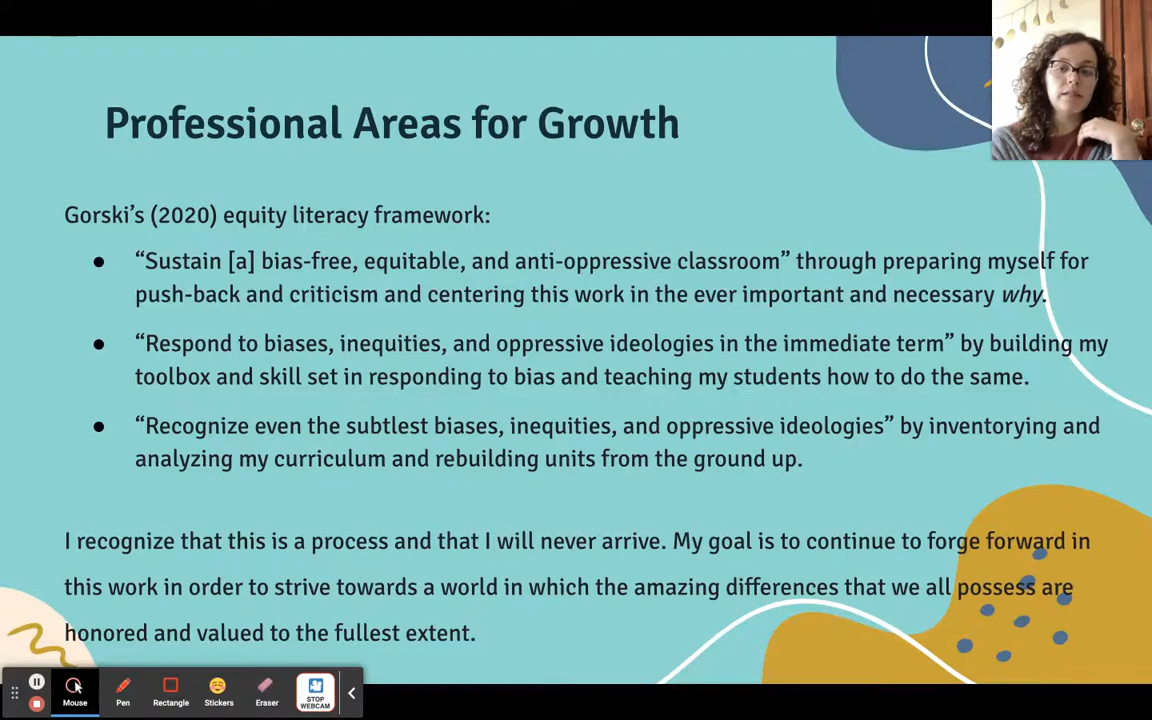 Professional Areas for Growth
Gorski’s (2020) equity literacy framework:
● “Sustain [a] bias-free, equitable, and anti-oppressive classroom” through preparing myself for
push-back and criticism and centering this work in the ever important and necessary why.
● “Respond to biases, inequities, and oppressive ideologies in the immediate term” by building my
toolbox and skill set in responding to bias and teaching my students how to do the same.
● “Recognize even the subtlest biases, inequities, and oppressive ideologies” by inventorying and
analyzing my curriculum and rebuilding units from the ground up.
I recognize that this is a process and that I will never arrive. My goal is to continue to forge forward in
this work in order to strive towards a world in which the amazing differences that we all possess are
honored and valued to the fullest extent.
Mouse Pen Rectangle Stickers Eraser STOP
WEBCAM